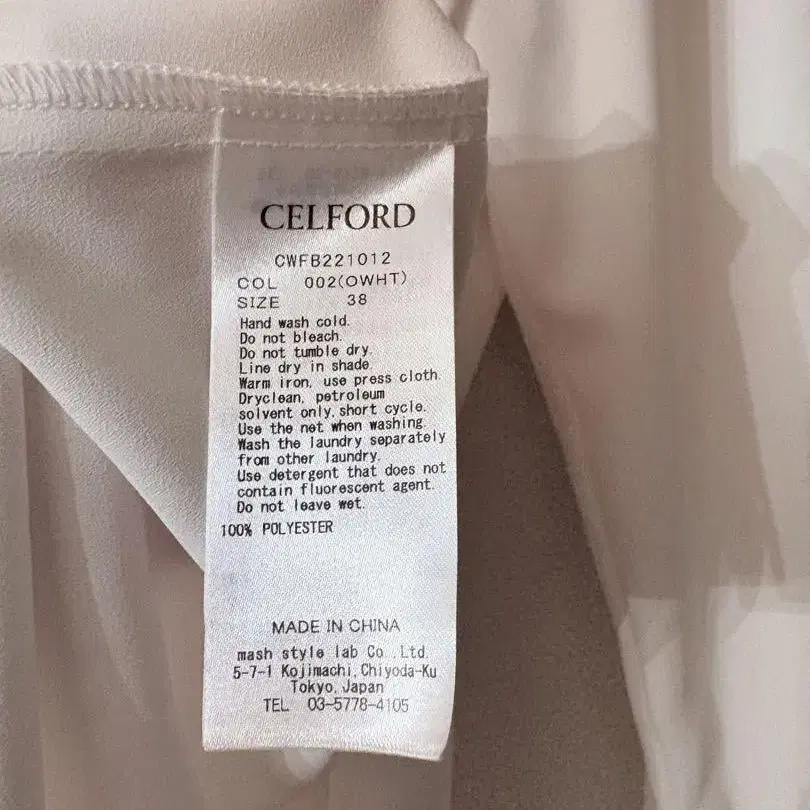 CELFORD
CWFB221012
COL 002(OWHT)
SIZE 38
Hand wash cold.
Do not bleach.
Do not tumble dry.
Line dry in shade.
Warm iron, use press cloth.
Dryclean, petroleum
solvent only, short cycle.
Use the net when washing.
Wash the laundry separately
from other laundry.
Use detergent that does not
contain fluorescent agent.
Do not leave wet.
100% POLYESTER
MADE IN CHINA
mash style lab Co.,Ltd.
5-7-1 Kojimachi,Chiyoda-Ku
Tokyo,Japan
TEL 03-5778-4105